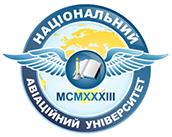 НАЦІОНАЛЬНИЙ
MCMXXXIII
АВІАЦІЙНИЙ УНІВЕРСИТЕТ